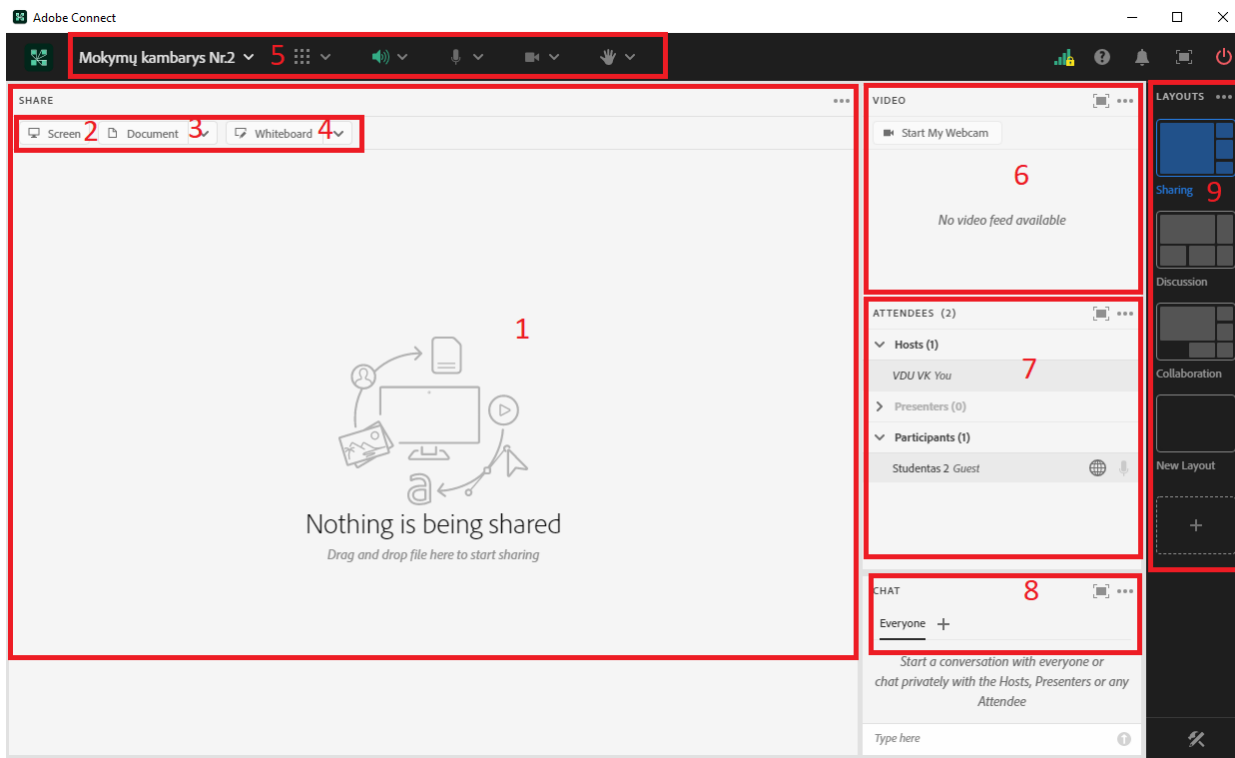 Adobe Connect
Mokymų kambarys Nr.2 5
SHARE
Screen 2 Document 3 Whiteboard 4
1
Nothing is being shared
Drag and drop file here to start sharing
VIDEO
Start My Webcam
6
No video feed available
ATTENDEES (2)
Hosts (1)
VDU VK You
7
Presenters (0)
Participants (1)
Studentas 2 Guest
CHAT
8
Everyone
Start a conversation with everyone or
chat privately with the Hosts, Presenters or any
Attendee
Type here
LAYOUTS
Sharing 9
Discussion
Collaboration
New Layout